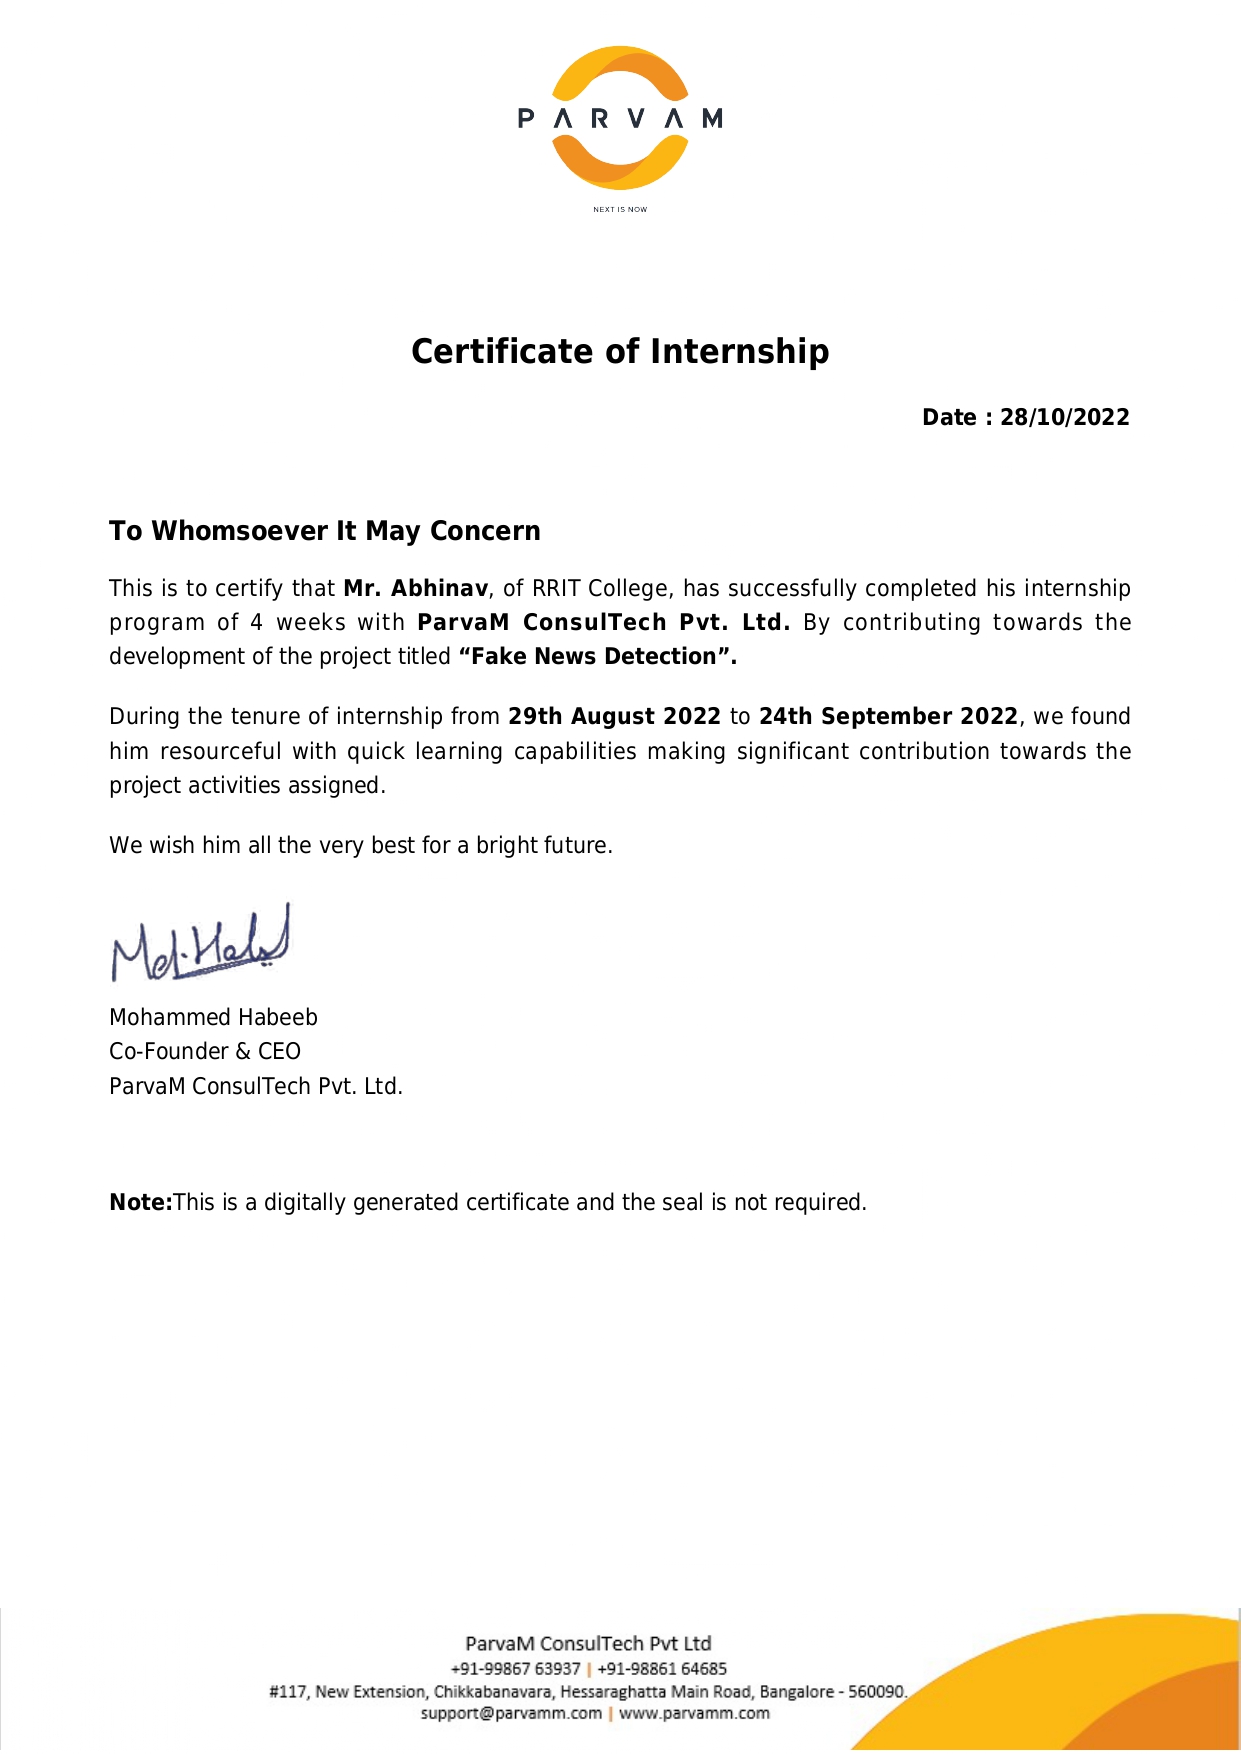 PARVAM
NEXT IS NOW
Certificate of Internship
Date : 28/10/2022
To Whomsoever It May Concern
This is to certify that Mr. Abhinav, of RRIT College, has successfully completed his internship
program of 4 weeks with ParvaM ConsulTech Pvt. Ltd. By contributing towards the
development of the project titled “Fake News Detection”.
During the tenure of internship from 29th August 2022 to 24th September 2022, we found
him resourceful with quick learning capabilities making significant contribution towards the
project activities assigned.
We wish him all the very best for a bright future.
Mohammed Habeeb
Co-Founder & CEO
ParvaM ConsulTech Pvt. Ltd.
Note:This is a digitally generated certificate and the seal is not required.
ParvaM ConsulTech Pvt Ltd
+91-99867 63937 | +91-98861 64685
#117, New Extension, Chikkabanavara, Hessaraghatta Main Road, Bangalore - 560090.
support@parvamm.com | www.parvamm.com